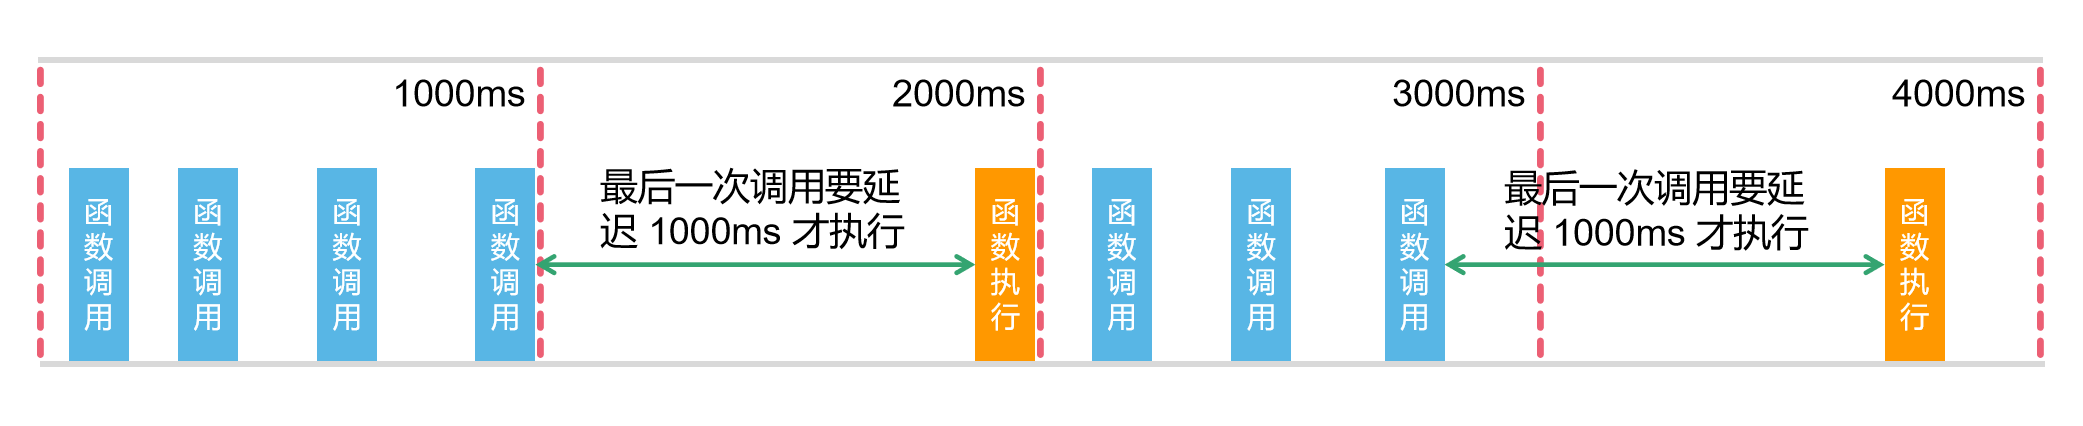 1000ms
2000ms
3000ms
4000ms
函数调用
函数调用
函数调用
函数调用
最后一次调用要延
迟 1000ms 才执行
函数执行
函数调用
函数调用
函数调用
最后一次调用要延
迟 1000ms 才执行
函数执行